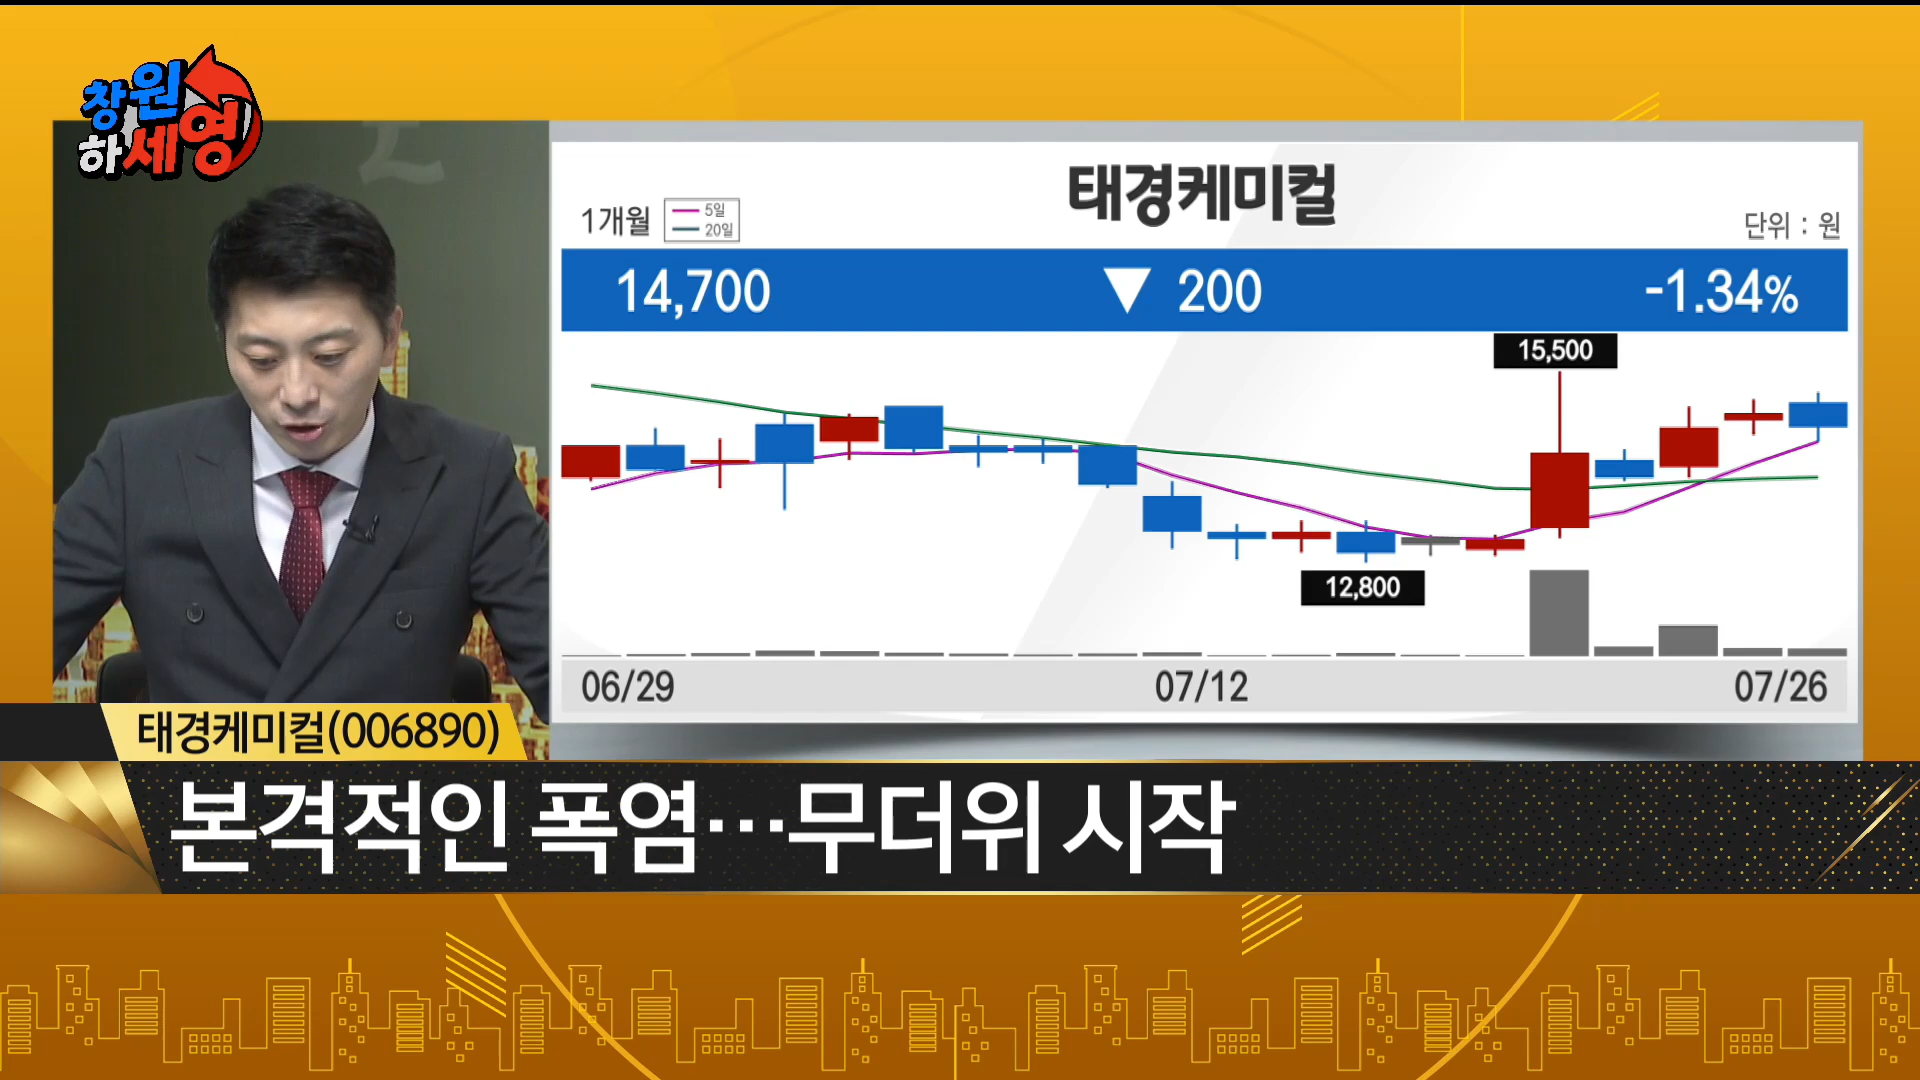 창원
하세영
태경케미컬
1개월
5일
20일
단위 : 원
14,700 ▼ 200 -1.34%
15,500
12,800
06/29 07/12 07/26
태경케미컬(006890)
본격적인 폭염…무더위 시작